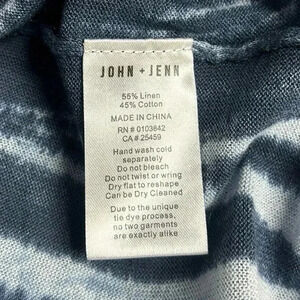 JOHN + JENN
55% Linen
45% Cotton
MADE IN CHINA
RN # 0103842
CA # 25459
Hand wash cold
separately
Do not bleach
Do not twist or wring
Dry flat to reshape
Can be Dry Cleaned
Due to the unique
tie dye process,
no two garments
are exactly alike